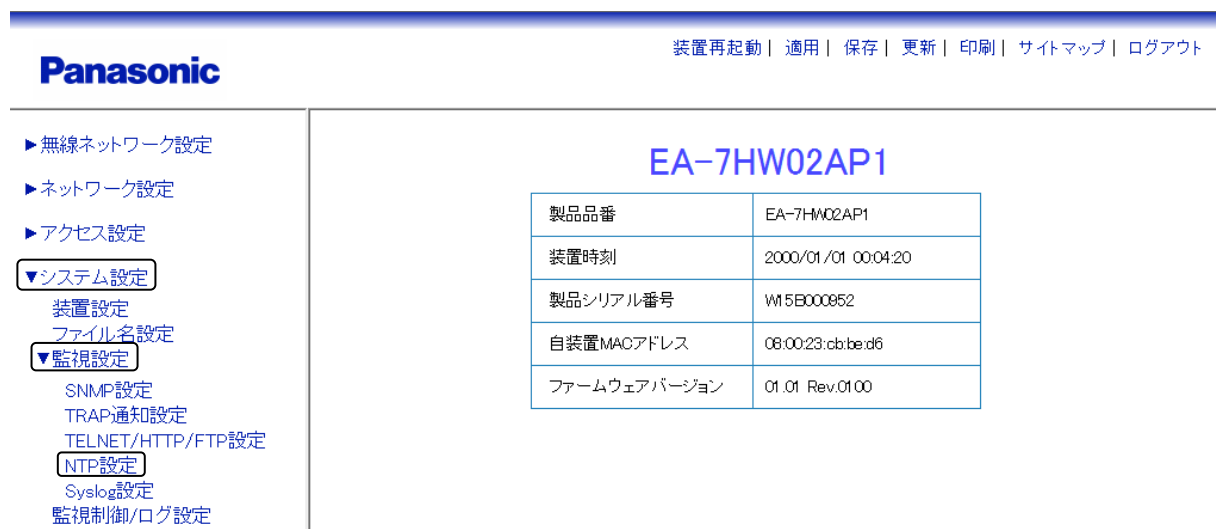 装置再起動| 適用| 保存| 更新| 印刷| サイトマップ| ログアウト
Panasonic
►無線ネットワーク設定
►ネットワーク設定
►アクセス設定
▼システム設定
装置設定
ファイル名設定
▼監視設定
SNMP設定
TRAP通知設定
TELNET/HTTP/FTP設定
NTP設定
Syslog設定
監視制御/ログ設定
EA-7HW02AP1
製品品番 EA-7HW02AP1
装置時刻 2000/01/01 00:04:20
製品シリアル番号 W15B000952
自装置MACアドレス 08:00:23:cb:be:d6
ファームウェアバージョン 01.01 Rev.0100